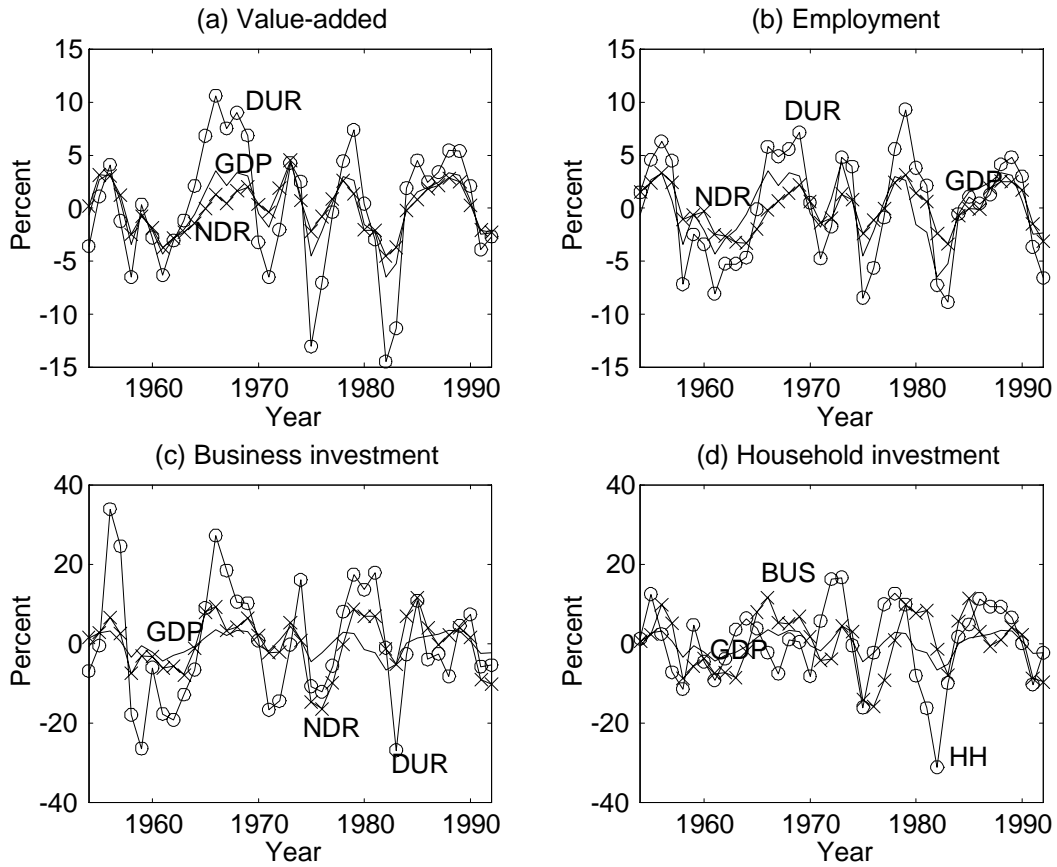 (a) Value-added
15
10
5
0
-5
-10
-15
Percent
DUR
GDP
NDR
1960 1970 1980 1990
Year
(b) Employment
15
10
5
0
-5
-10
-15
Percent
DUR
NDR
GDP
1960 1970 1980 1990
Year
(c) Business investment
40
20
0
-20
-40
Percent
GDP
NDR
DUR
1960 1970 1980 1990
Year
(d) Household investment
40
20
0
-20
-40
Percent
BUS
GDP
HH
1960 1970 1980 1990
Year